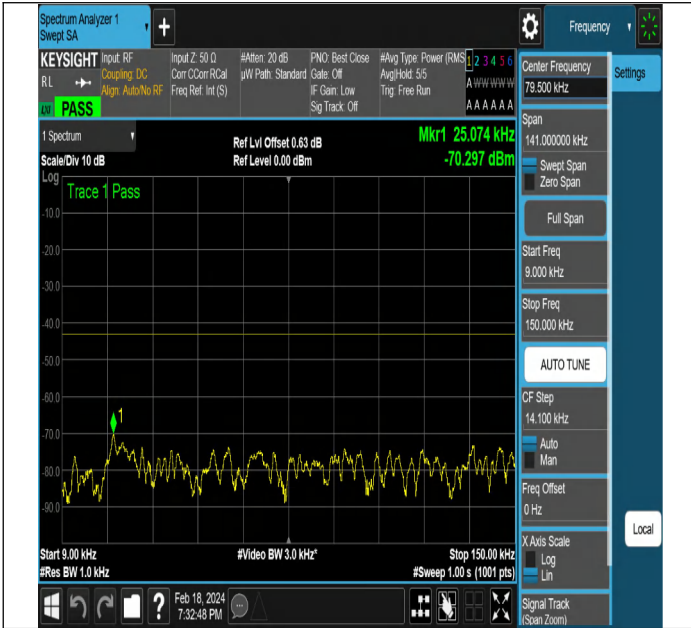 Spectrum Analyzer 1
Swept SA
+
Frequency
KEYSIGHT
Input: RF
Input Z: 50 Ω
#Atten: 20 dB
PNO: Best Close
#Avg Type: Power (RMS
1 2 3 4 5 6
RL
Coupling: DC
Corr CCorr RCal
µW Path: Standard
Gate: Off
Avg|Hold: 5/5
A W W W W W
Align: Auto/No RF
Freq Ref: Int (S)
IF Gain: Low
Trig: Free Run
LXI
PASS
Sig Track: Off
A A A A A A
Center Frequency
79.500 kHz
Settings
Span
141.000000 kHz
Swept Span
Zero Span
Full Span
Start Freq
9.000 kHz
Stop Freq
150.000 kHz
AUTO TUNE
CF Step
14.100 kHz
Auto
Man
Freq Offset
0 Hz
X Axis Scale
Log
Lin
Signal Track
(Span Zoom)
Local
1 Spectrum
Ref Lvl Offset 0.63 dB
Mkr1 25.074 kHz
Scale/Div 10 dB
Ref Level 0.00 dBm
-70.297 dBm
Log
Trace 1 Pass
-10.0
-20.0
-30.0
-40.0
-50.0
-60.0
1
-70.0
-80.0
-90.0
Start 9.00 kHz
#Video BW 3.0 kHz*
Stop 150.00 kHz
#Res BW 1.0 kHz
#Sweep 1.00 s (1001 pts)
?
Feb 18, 2024
7:32:48 PM